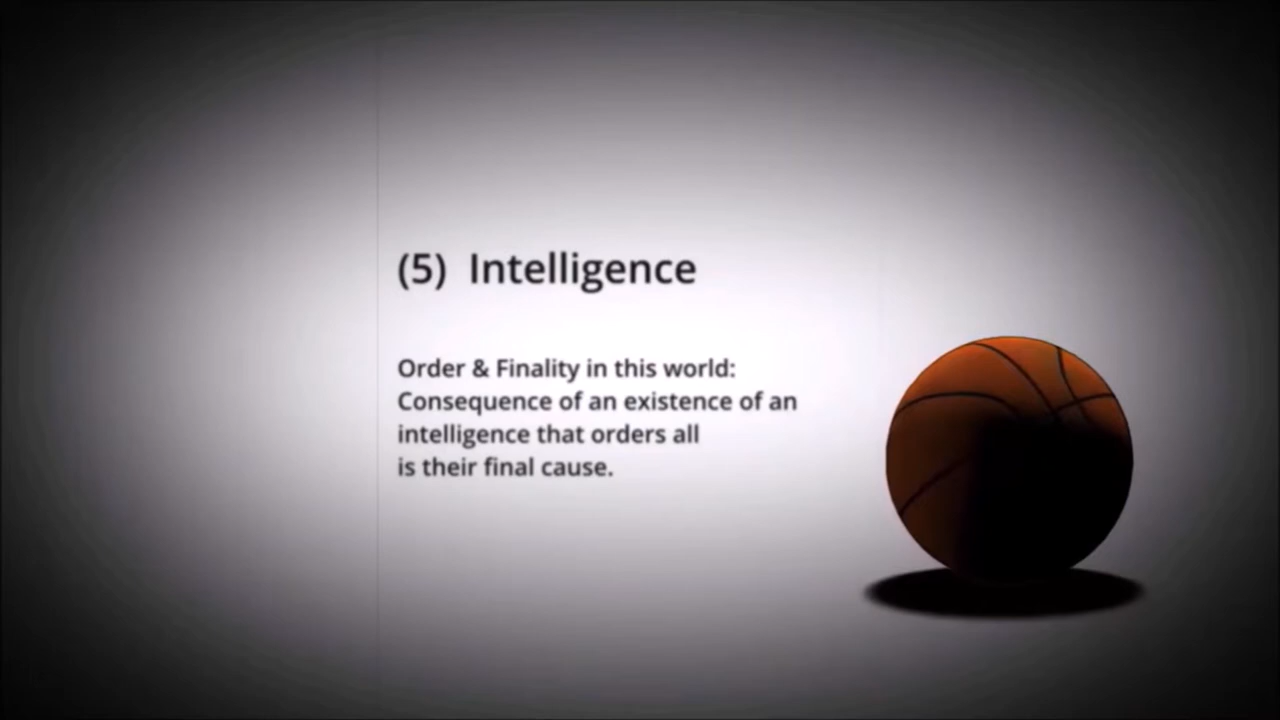 (5) Intelligence
Order & Finality in this world:
Consequence of an existence of an
intelligence that orders all
is their final cause.